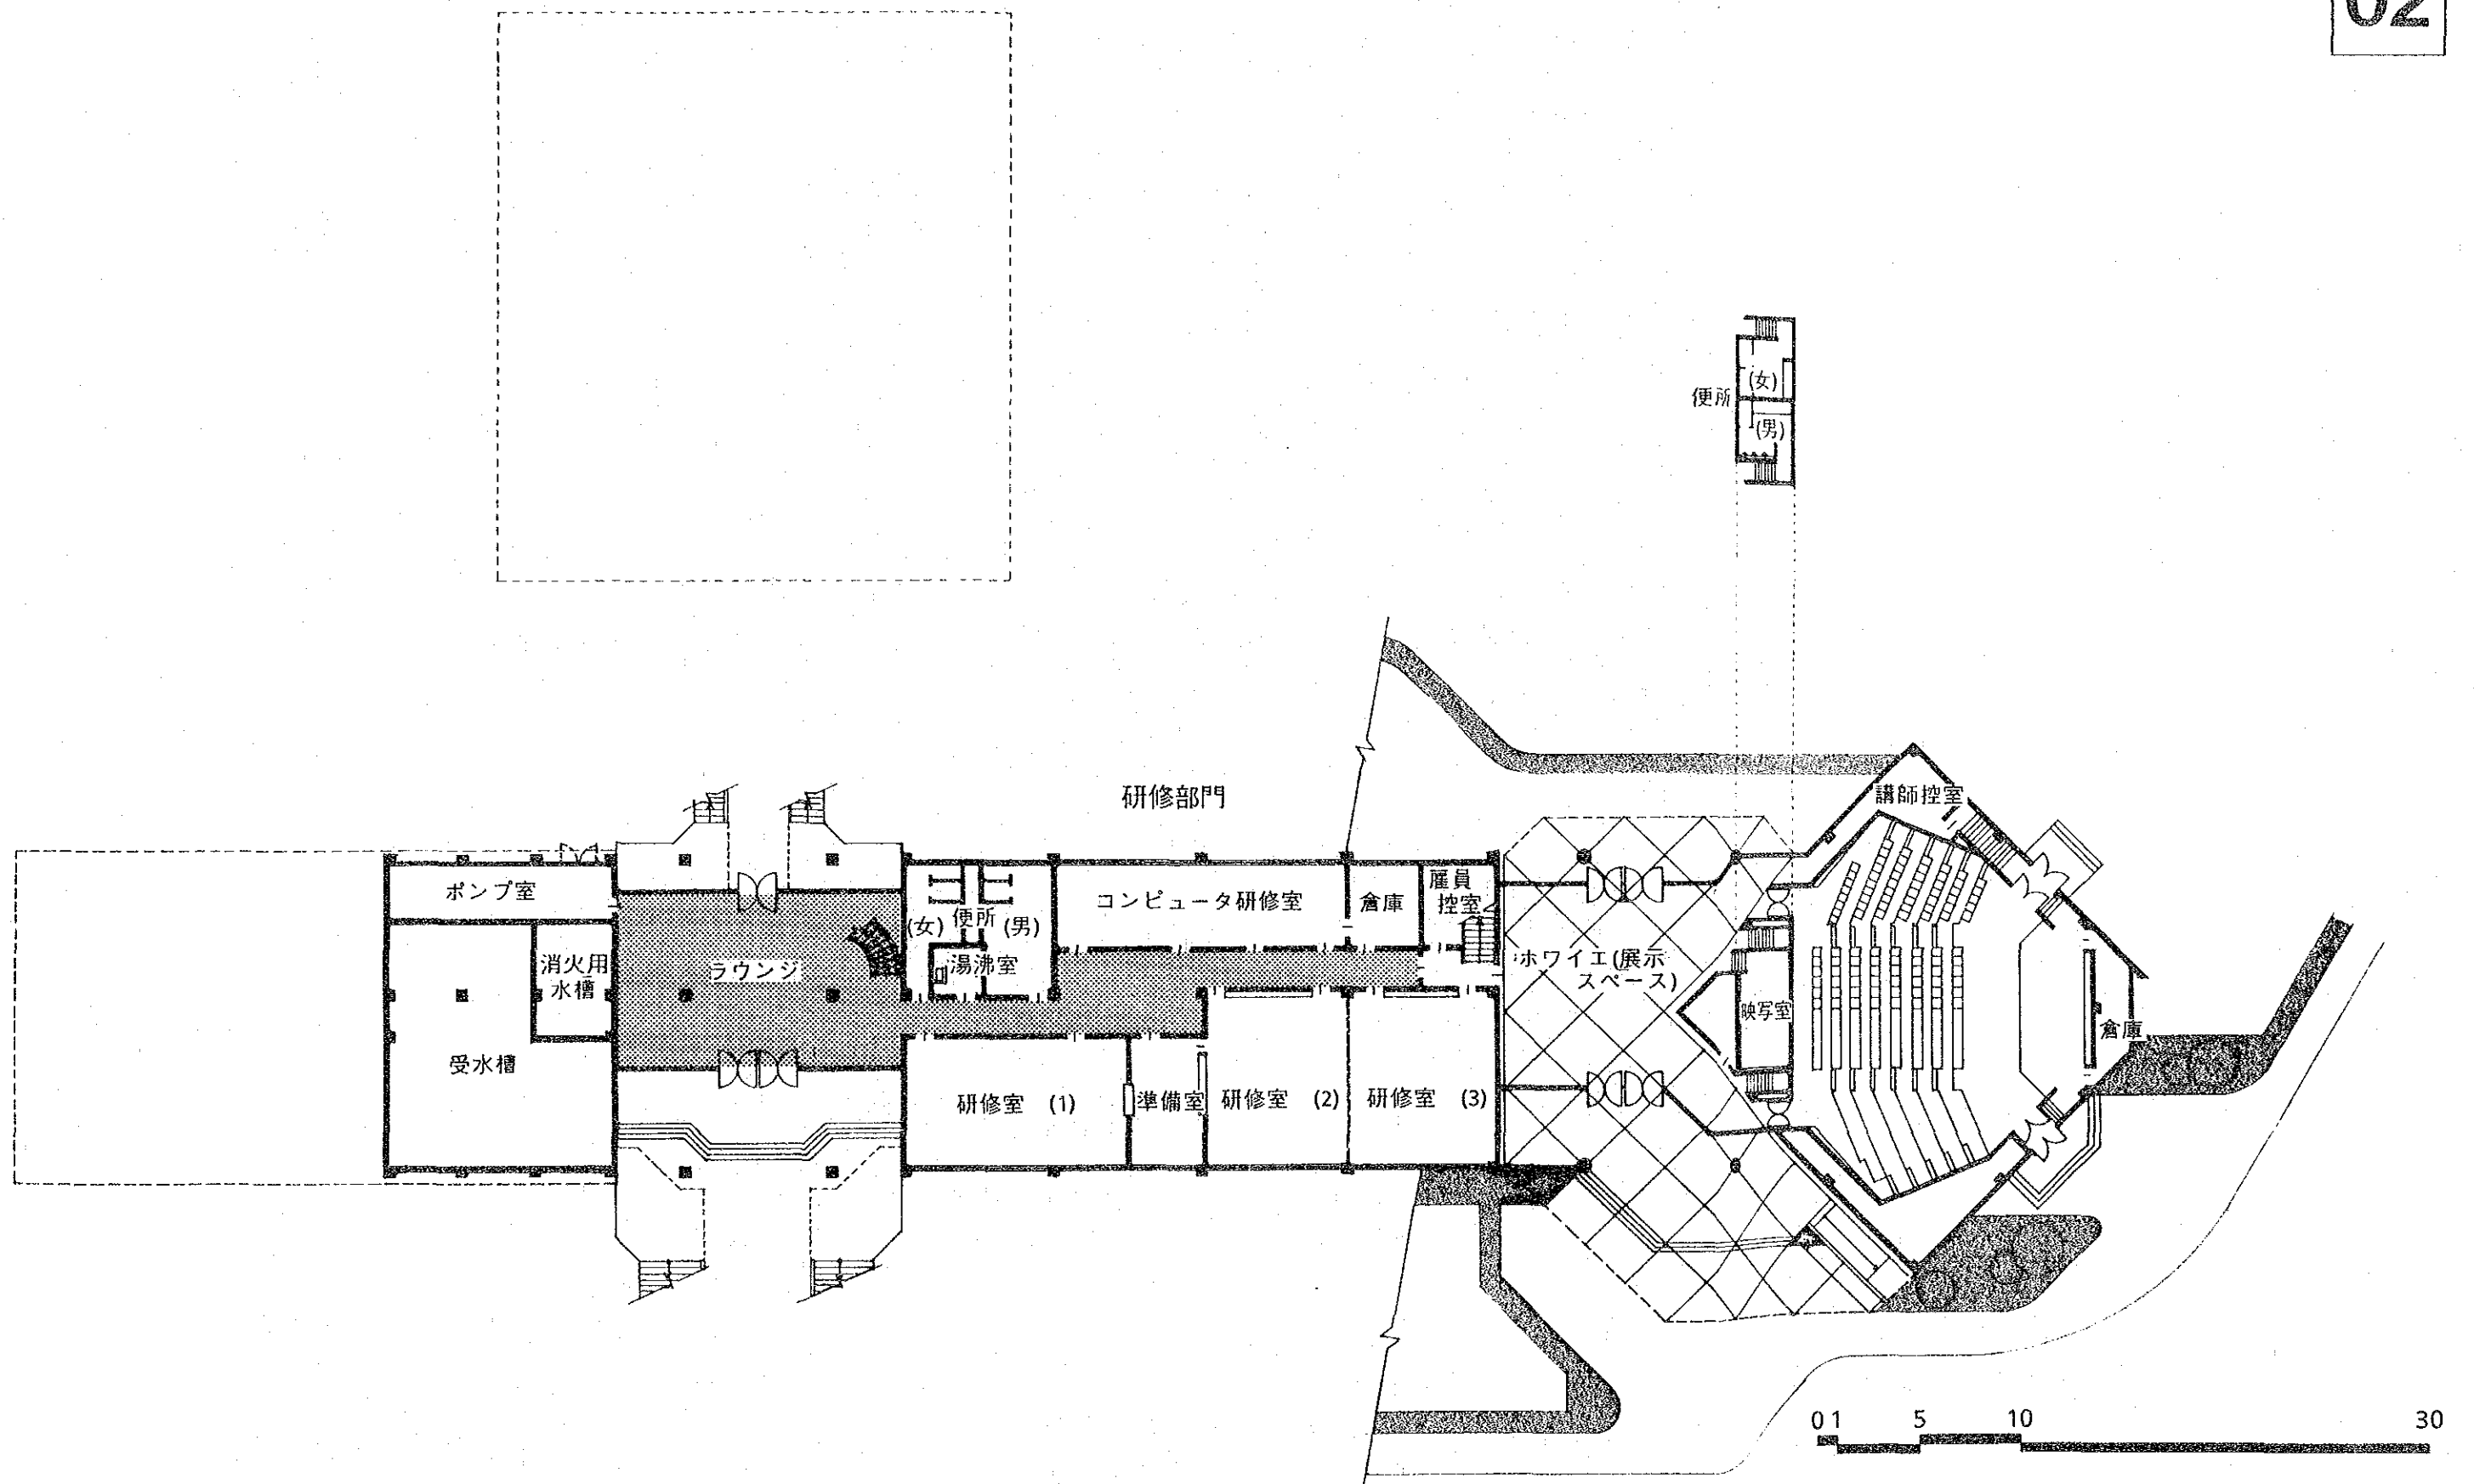 02
便所
(女)
(男)
研修部門
講師控室
ポンプ室
コンピュータ研修室
倉庫
雇員
控室
(女)
便所
(男)
湯沸室
消火用
水槽
ラウンジ
ホワイエ(展示
スペース)
映写室
倉庫
受水槽
研修室 (1)
準備室
研修室 (2)
研修室 (3)
0 1 5 10 30